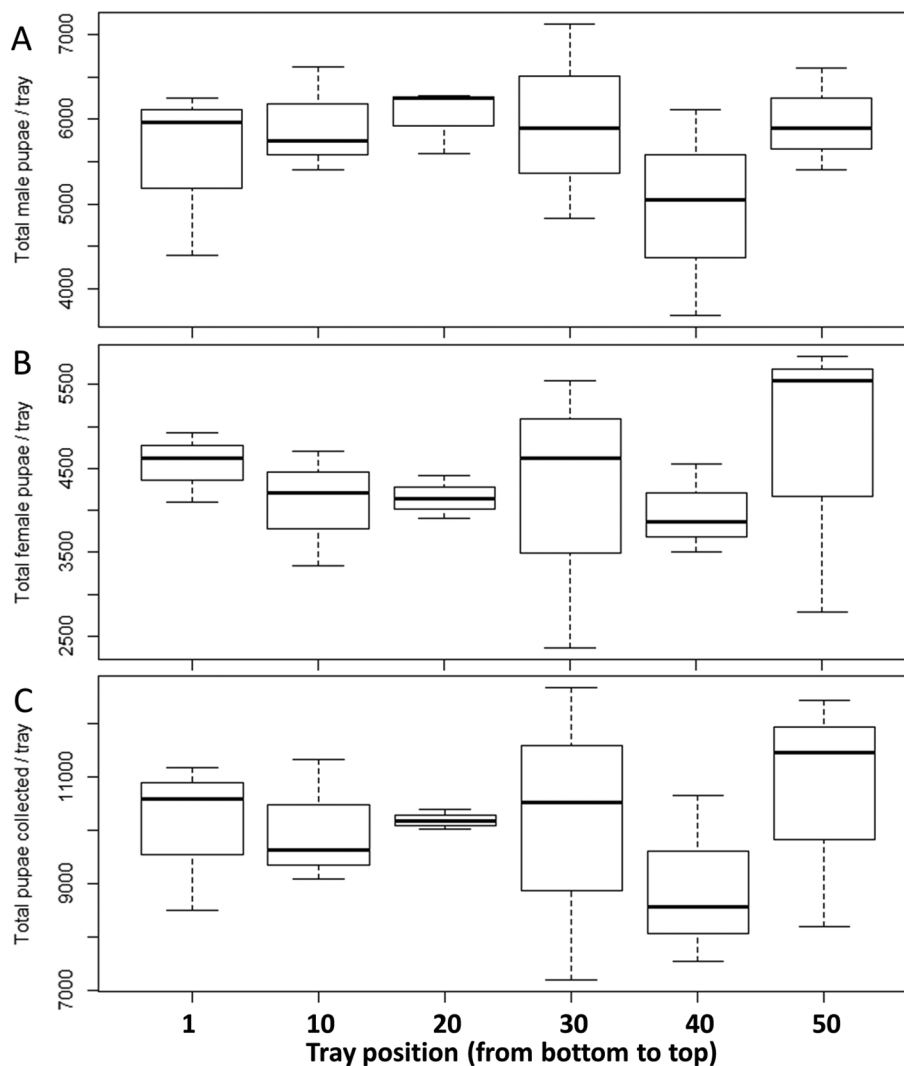 A
Total male pupae / tray
7000
6000
5000
4000
B
Total female pupae / tray
5500
4500
3500
2500
C
Total pupae collected / tray
11000
9000
7000
1 10 20 30 40 50
Tray position (from bottom to top)